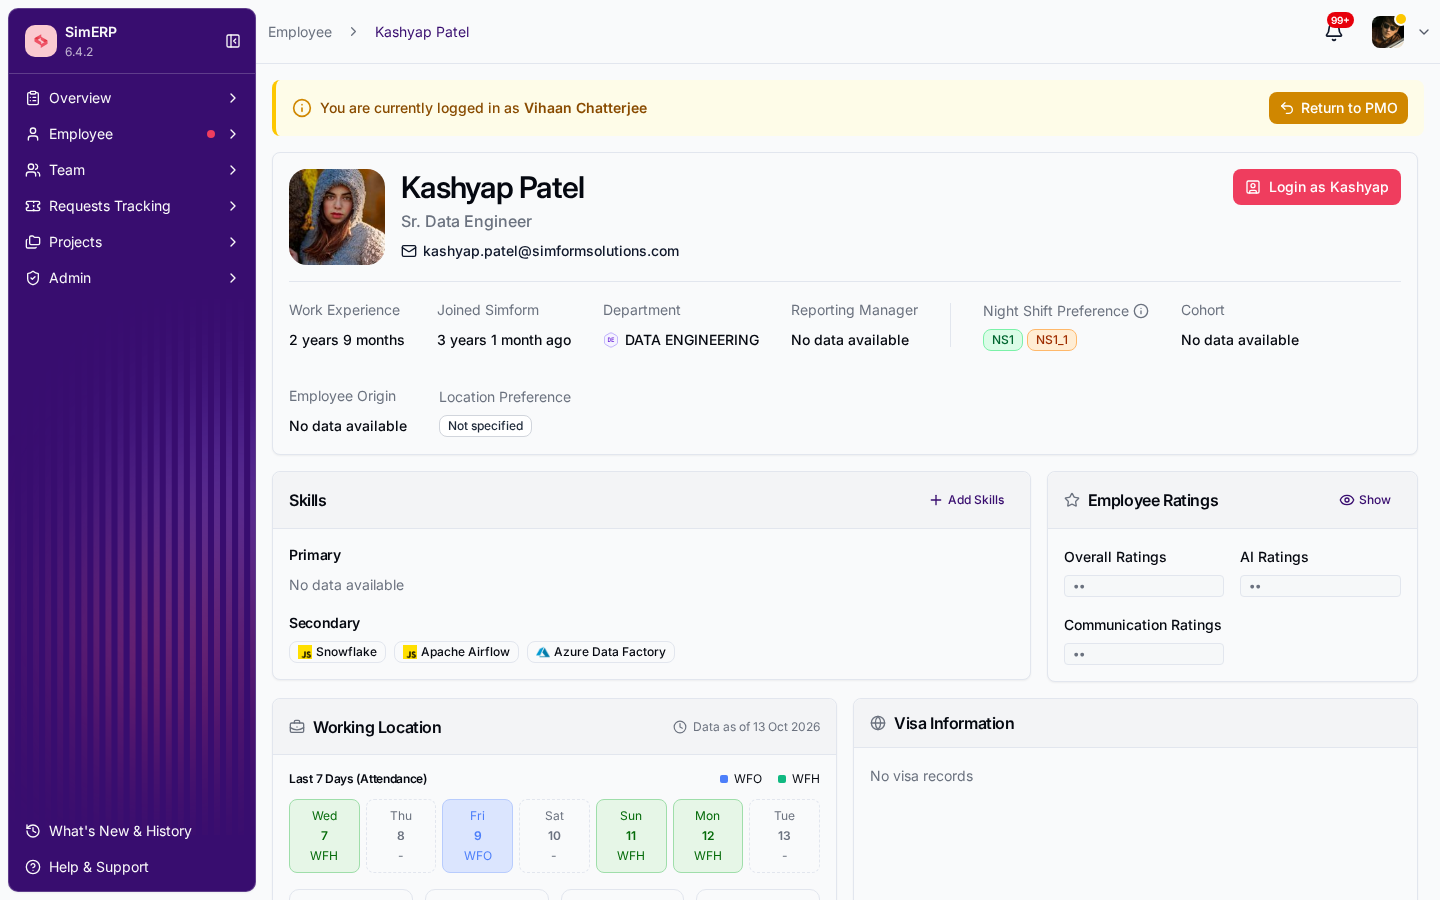 SimERP
6.4.2
Employee
Kashyap Patel
99+
Overview
Employee
Team
Requests Tracking
Projects
Admin
What's New & History
Help & Support
You are currently logged in as Vihaan Chatterjee
Return to PMO
Kashyap Patel
Sr. Data Engineer
kashyap.patel@simformsolutions.com
Login as Kashyap
Work Experience
2 years 9 months
Joined Simform
3 years 1 month ago
Department
DE DATA ENGINEERING
Reporting Manager
No data available
Night Shift Preference
NS1 NS1_1
Cohort
No data available
Employee Origin
No data available
Location Preference
Not specified
Skills
Add Skills
Primary
No data available
Secondary
JS Snowflake
JS Apache Airflow
Azure Data Factory
Employee Ratings
Show
Overall Ratings
••
AI Ratings
••
Communication Ratings
••
Working Location
Data as of 13 Oct 2026
Last 7 Days (Attendance)
WFO WFH
Wed
7
WFH
Thu
8
-
Fri
9
WFO
Sat
10
-
Sun
11
WFH
Mon
12
WFH
Tue
13
-
Visa Information
No visa records